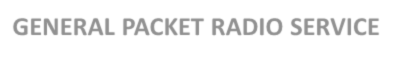 GENERAL PACKET RADIO SERVICE